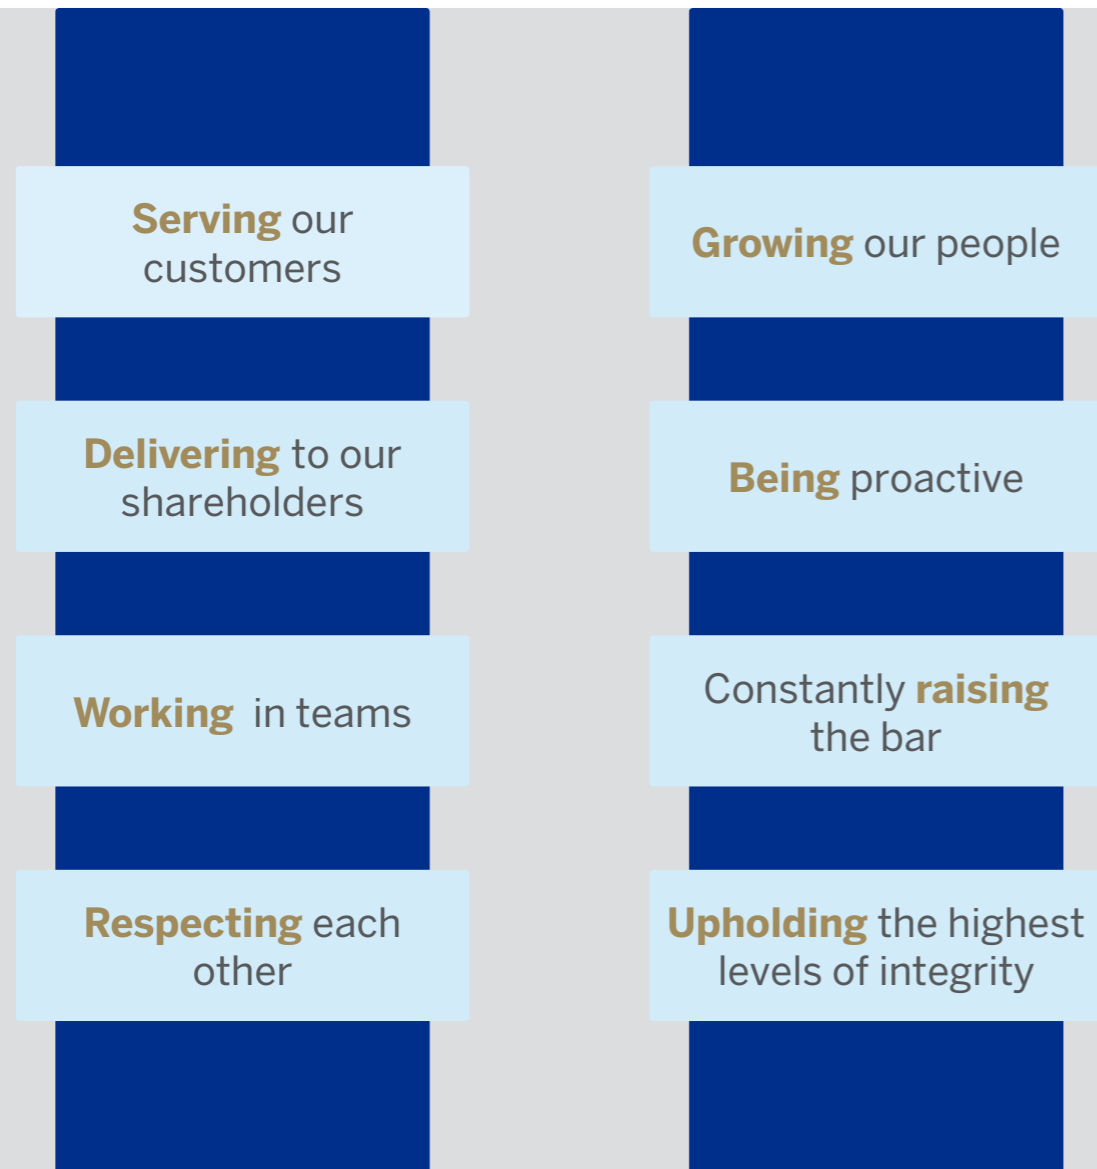 Serving our
customers
Delivering to our
shareholders
Working in teams
Respecting each
other
Growing our people
Being proactive
Constantly raising
the bar
Upholding the highest
levels of integrity